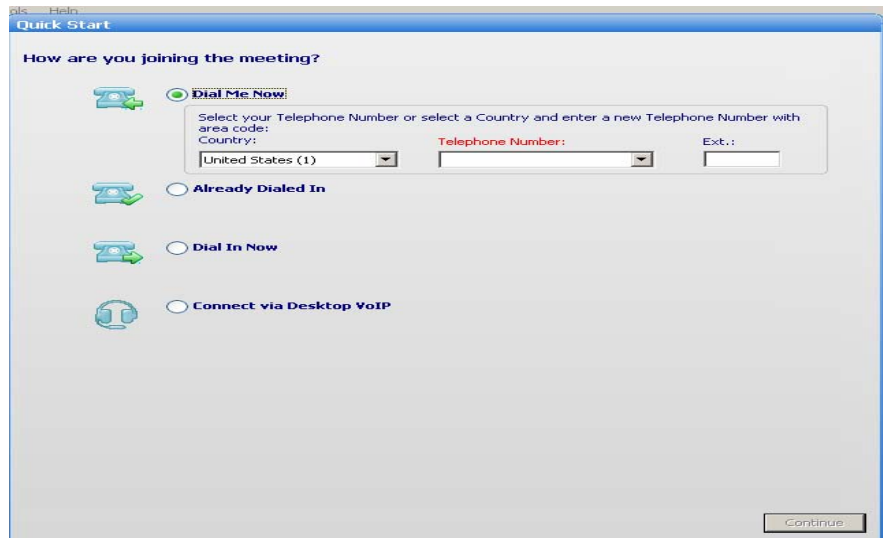 ols Help
Quick Start
How are you joining the meeting?
Dial Me Now
Select your Telephone Number or select a Country and enter a new Telephone Number with
area code:
Country: Telephone Number: Ext.:
United States (1)
Already Dialed In
Dial In Now
Connect via Desktop VoIP
Continue